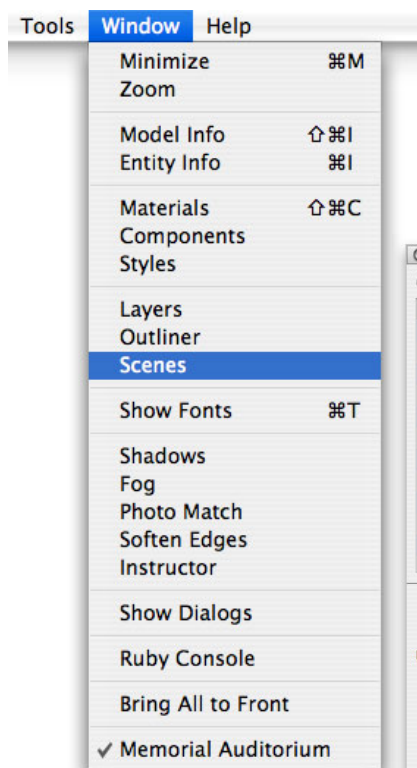 Tools Window Help
Minimize ⌘M
Zoom
Model Info ⇧⌘I
Entity Info ⌘I
Materials ⇧⌘C
Components
Styles
Layers
Outliner
Scenes
Show Fonts ⌘T
Shadows
Fog
Photo Match
Soften Edges
Instructor
Show Dialogs
Ruby Console
Bring All to Front
✓ Memorial Auditorium